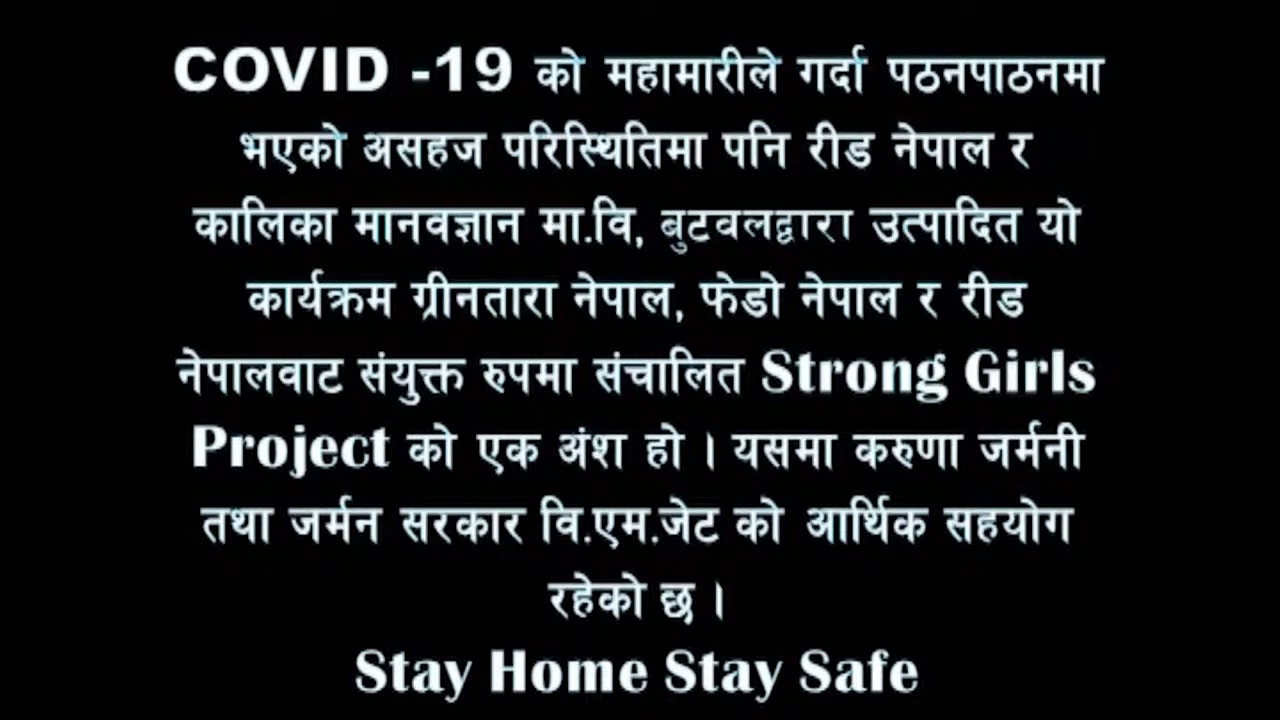 COVID -19 को महामारीले गर्दा पठनपाठनमा
भएको असहज परिस्थितिमा पनि रीड नेपाल र
कालिका मानवज्ञान मा.वि, बुटवलद्वारा उत्पादित यो
कार्यक्रम ग्रीनतारा नेपाल, फेडो नेपाल र रीड
नेपालवाट संयुक्त रुपमा संचालित Strong Girls
Project को एक अंश हो । यसमा करुणा जर्मनी
तथा जर्मन सरकार वि.एम.जेट को आर्थिक सहयोग
रहेको छ ।
Stay Home Stay Safe